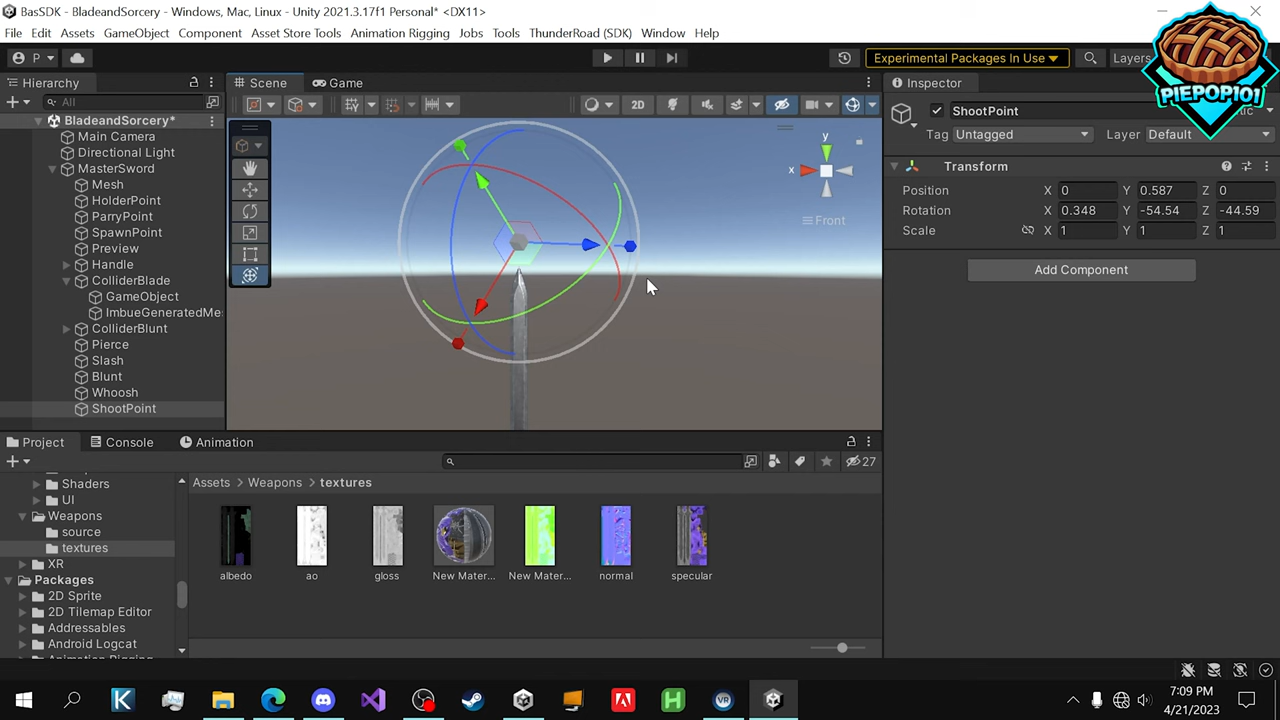 BasSDK - BladeandSorcery - Windows, Mac, Linux - Unity 2021.3.17f1 Personal* <DX11>
File Edit Assets GameObject Component Asset Store Tools Animation Rigging Jobs Tools ThunderRoad (SDK) Window Help
P Experimental Packages In Use Layers
PIEPOP101
Hierarchy
All
BladeandSorcery*
Main Camera
Directional Light
MasterSword
Mesh
HolderPoint
ParryPoint
SpawnPoint
Preview
Handle
ColliderBlade
GameObject
ImbueGeneratedMe:
ColliderBlunt
Pierce
Slash
Blunt
Whoosh
ShootPoint
Scene Game
2D
y
x
Front
Inspector
ShootPoint tic
Tag Untagged Layer Default
Transform
Position X 0 Y 0.587 Z 0
Rotation X 0.348 Y -54.54 Z -44.59
Scale X 1 Y 1 Z 1
Add Component
Project Console Animation
27
Shaders
UI
Weapons
source
textures
XR
Packages
2D Sprite
2D Tilemap Editor
Addressables
Android Logcat
Assets Weapons textures
albedo ao gloss New Mater... New Mater... normal specular
7:09 PM
4/21/2023